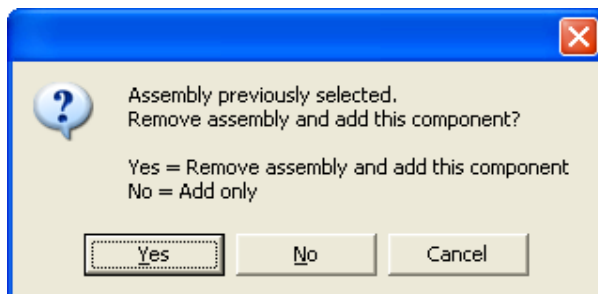 Assembly previously selected.
Remove assembly and add this component?
Yes = Remove assembly and add this component
No = Add only
Yes
No
Cancel